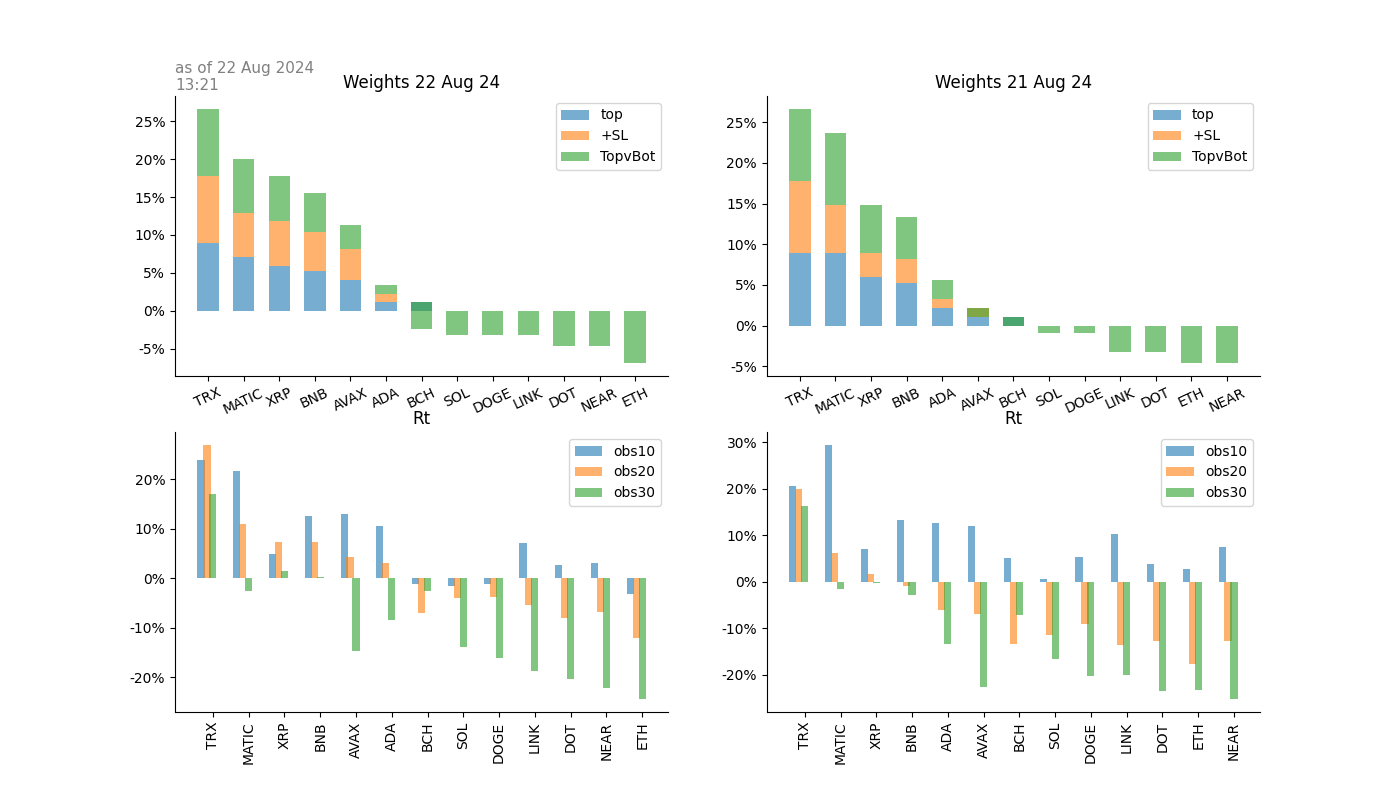 as of 22 Aug 2024
13:21
Weights 22 Aug 24
25%
20%
15%
10%
5%
0%
-5%
top
+SL
TopvBot
TRX MATIC XRP BNB AVAX ADA BCH SOL DOGE LINK DOT NEAR ETH
Weights 21 Aug 24
25%
20%
15%
10%
5%
0%
-5%
top
+SL
TopvBot
TRX MATIC XRP BNB ADA AVAX BCH SOL DOGE LINK DOT ETH NEAR
Rt
20%
10%
0%
-10%
-20%
obs10
obs20
obs30
TRX MATIC XRP BNB AVAX ADA BCH SOL DOGE LINK DOT NEAR ETH
Rt
30%
20%
10%
0%
-10%
-20%
obs10
obs20
obs30
TRX MATIC XRP BNB ADA AVAX BCH SOL DOGE LINK DOT ETH NEAR